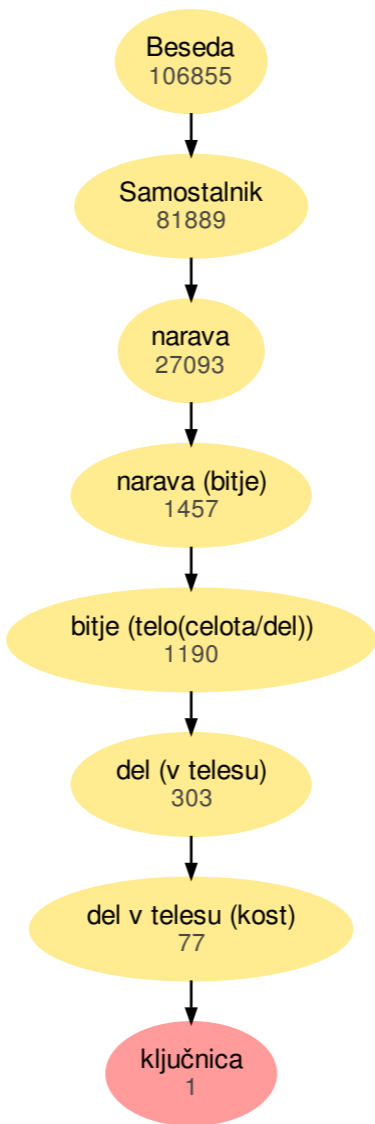 Beseda
106855
Samostalnik
81889
narava
27093
narava (bitje)
1457
bitje (telo(celota/del))
1190
del (v telesu)
303
del v telesu (kost)
77
ključnica
1